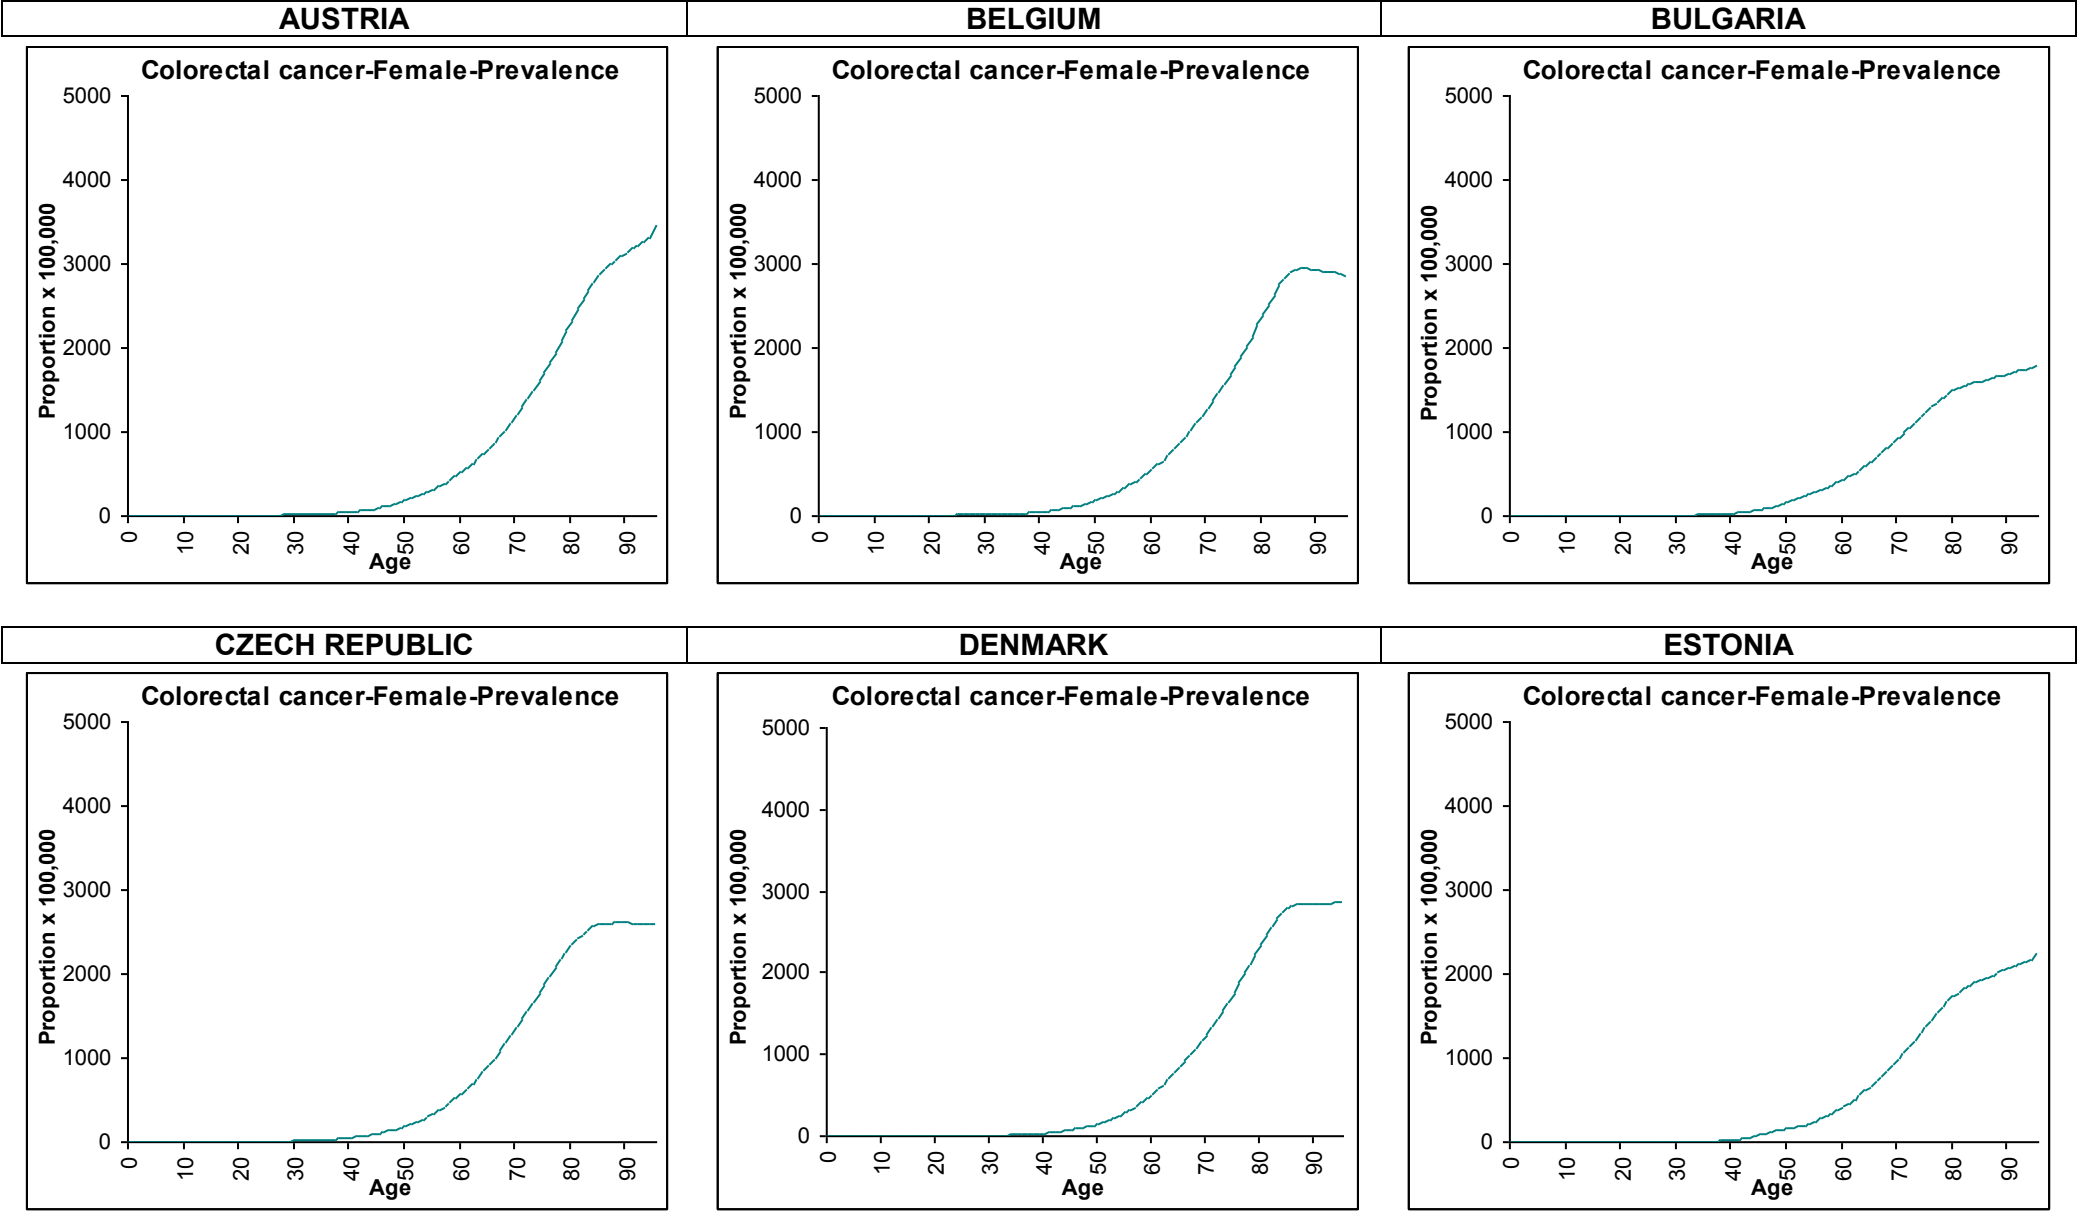 AUSTRIA BELGIUM BULGARIA
Colorectal cancer-Female-Prevalence
5000
4000
3000
2000
1000
0
Proportion x 100,000
0 10 20 30 40 50 60 70 80 90
Age
Colorectal cancer-Female-Prevalence
5000
4000
3000
2000
1000
0
Proportion x 100,000
0 10 20 30 40 50 60 70 80 90
Age
Colorectal cancer-Female-Prevalence
5000
4000
3000
2000
1000
0
Proportion x 100,000
0 10 20 30 40 50 60 70 80 90
Age
CZECH REPUBLIC DENMARK ESTONIA
Colorectal cancer-Female-Prevalence
5000
4000
3000
2000
1000
0
Proportion x 100,000
0 10 20 30 40 50 60 70 80 90
Age
Colorectal cancer-Female-Prevalence
5000
4000
3000
2000
1000
0
Proportion x 100,000
0 10 20 30 40 50 60 70 80 90
Age
Colorectal cancer-Female-Prevalence
5000
4000
3000
2000
1000
0
Proportion x 100,000
0 10 20 30 40 50 60 70 80 90
Age